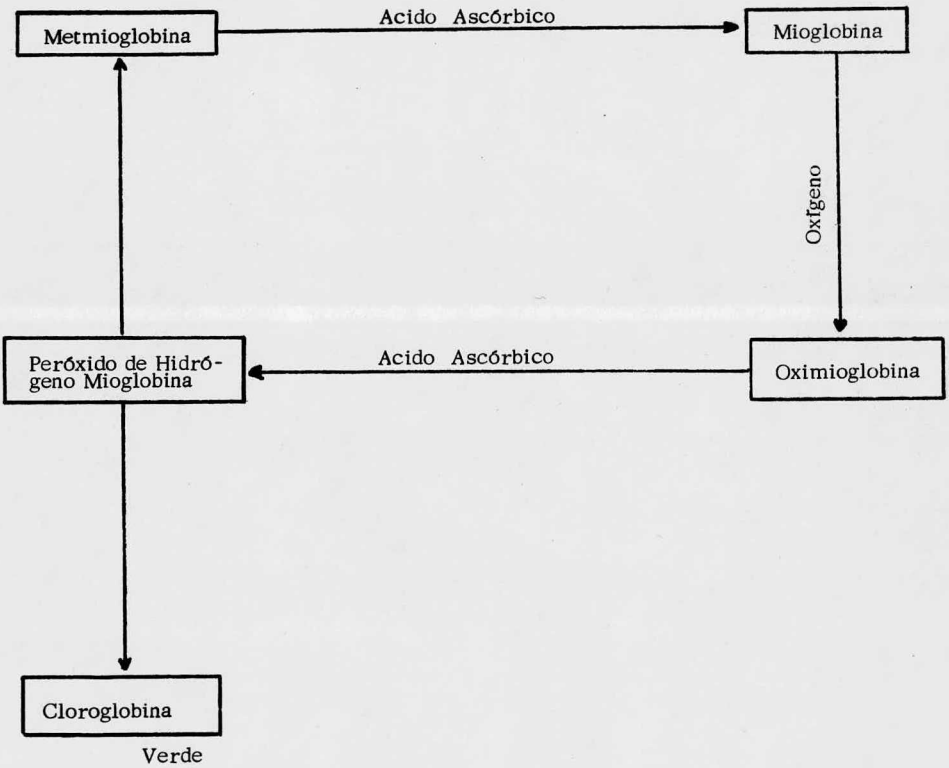 Acido Ascórbico
Metmioglobina
Mioglobina
Oxígeno
Peróxido de Hidró-
geno Mioglobina
Acido Ascórbico
Oximioglobina
Cloroglobina
Verde